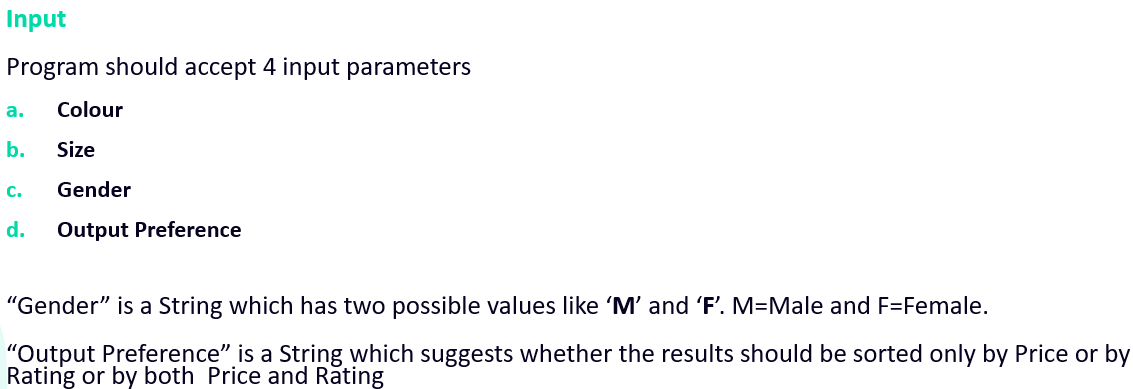 Input
Program should accept 4 input parameters
a. Colour
b. Size
c. Gender
d. Output Preference
“Gender” is a String which has two possible values like ‘M’ and ‘F’. M=Male and F=Female.
“Output Preference” is a String which suggests whether the results should be sorted only by Price or by
Rating or by both  Price and Rating